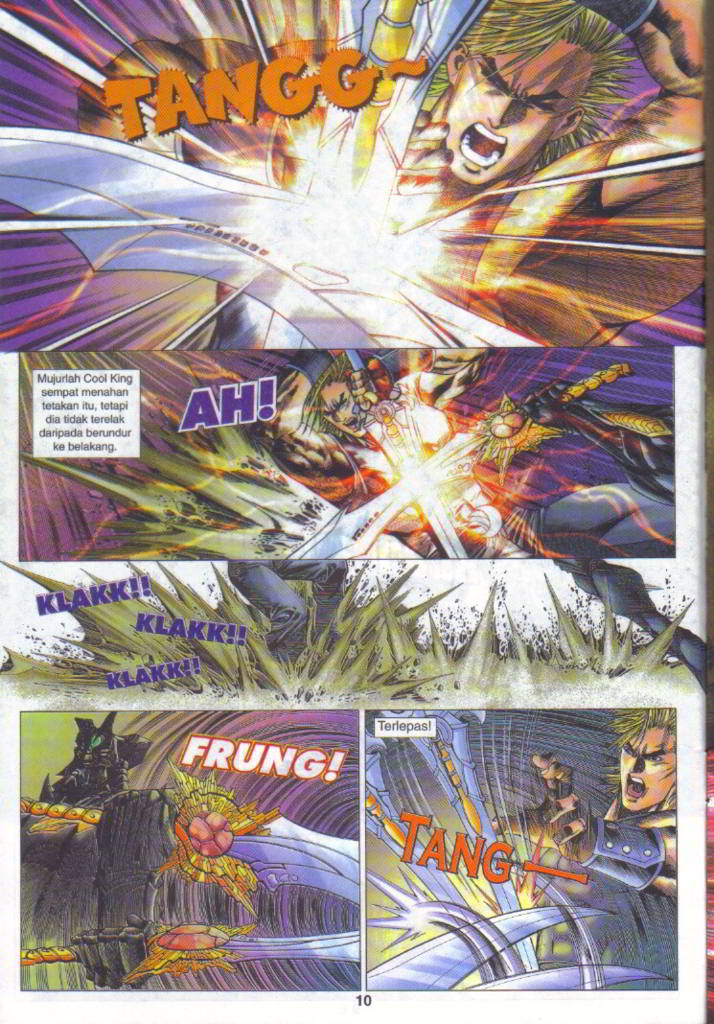 TANGG~
Mujurlah Cool King
sempat menahan
tetakan itu, tetapi
dia tidak terelak
daripada berundur
ke belakang.
AH!
KLAKK!!
KLAKK!!
KLAKK!!
FRUNG!
Terlepas!
TANG—
10